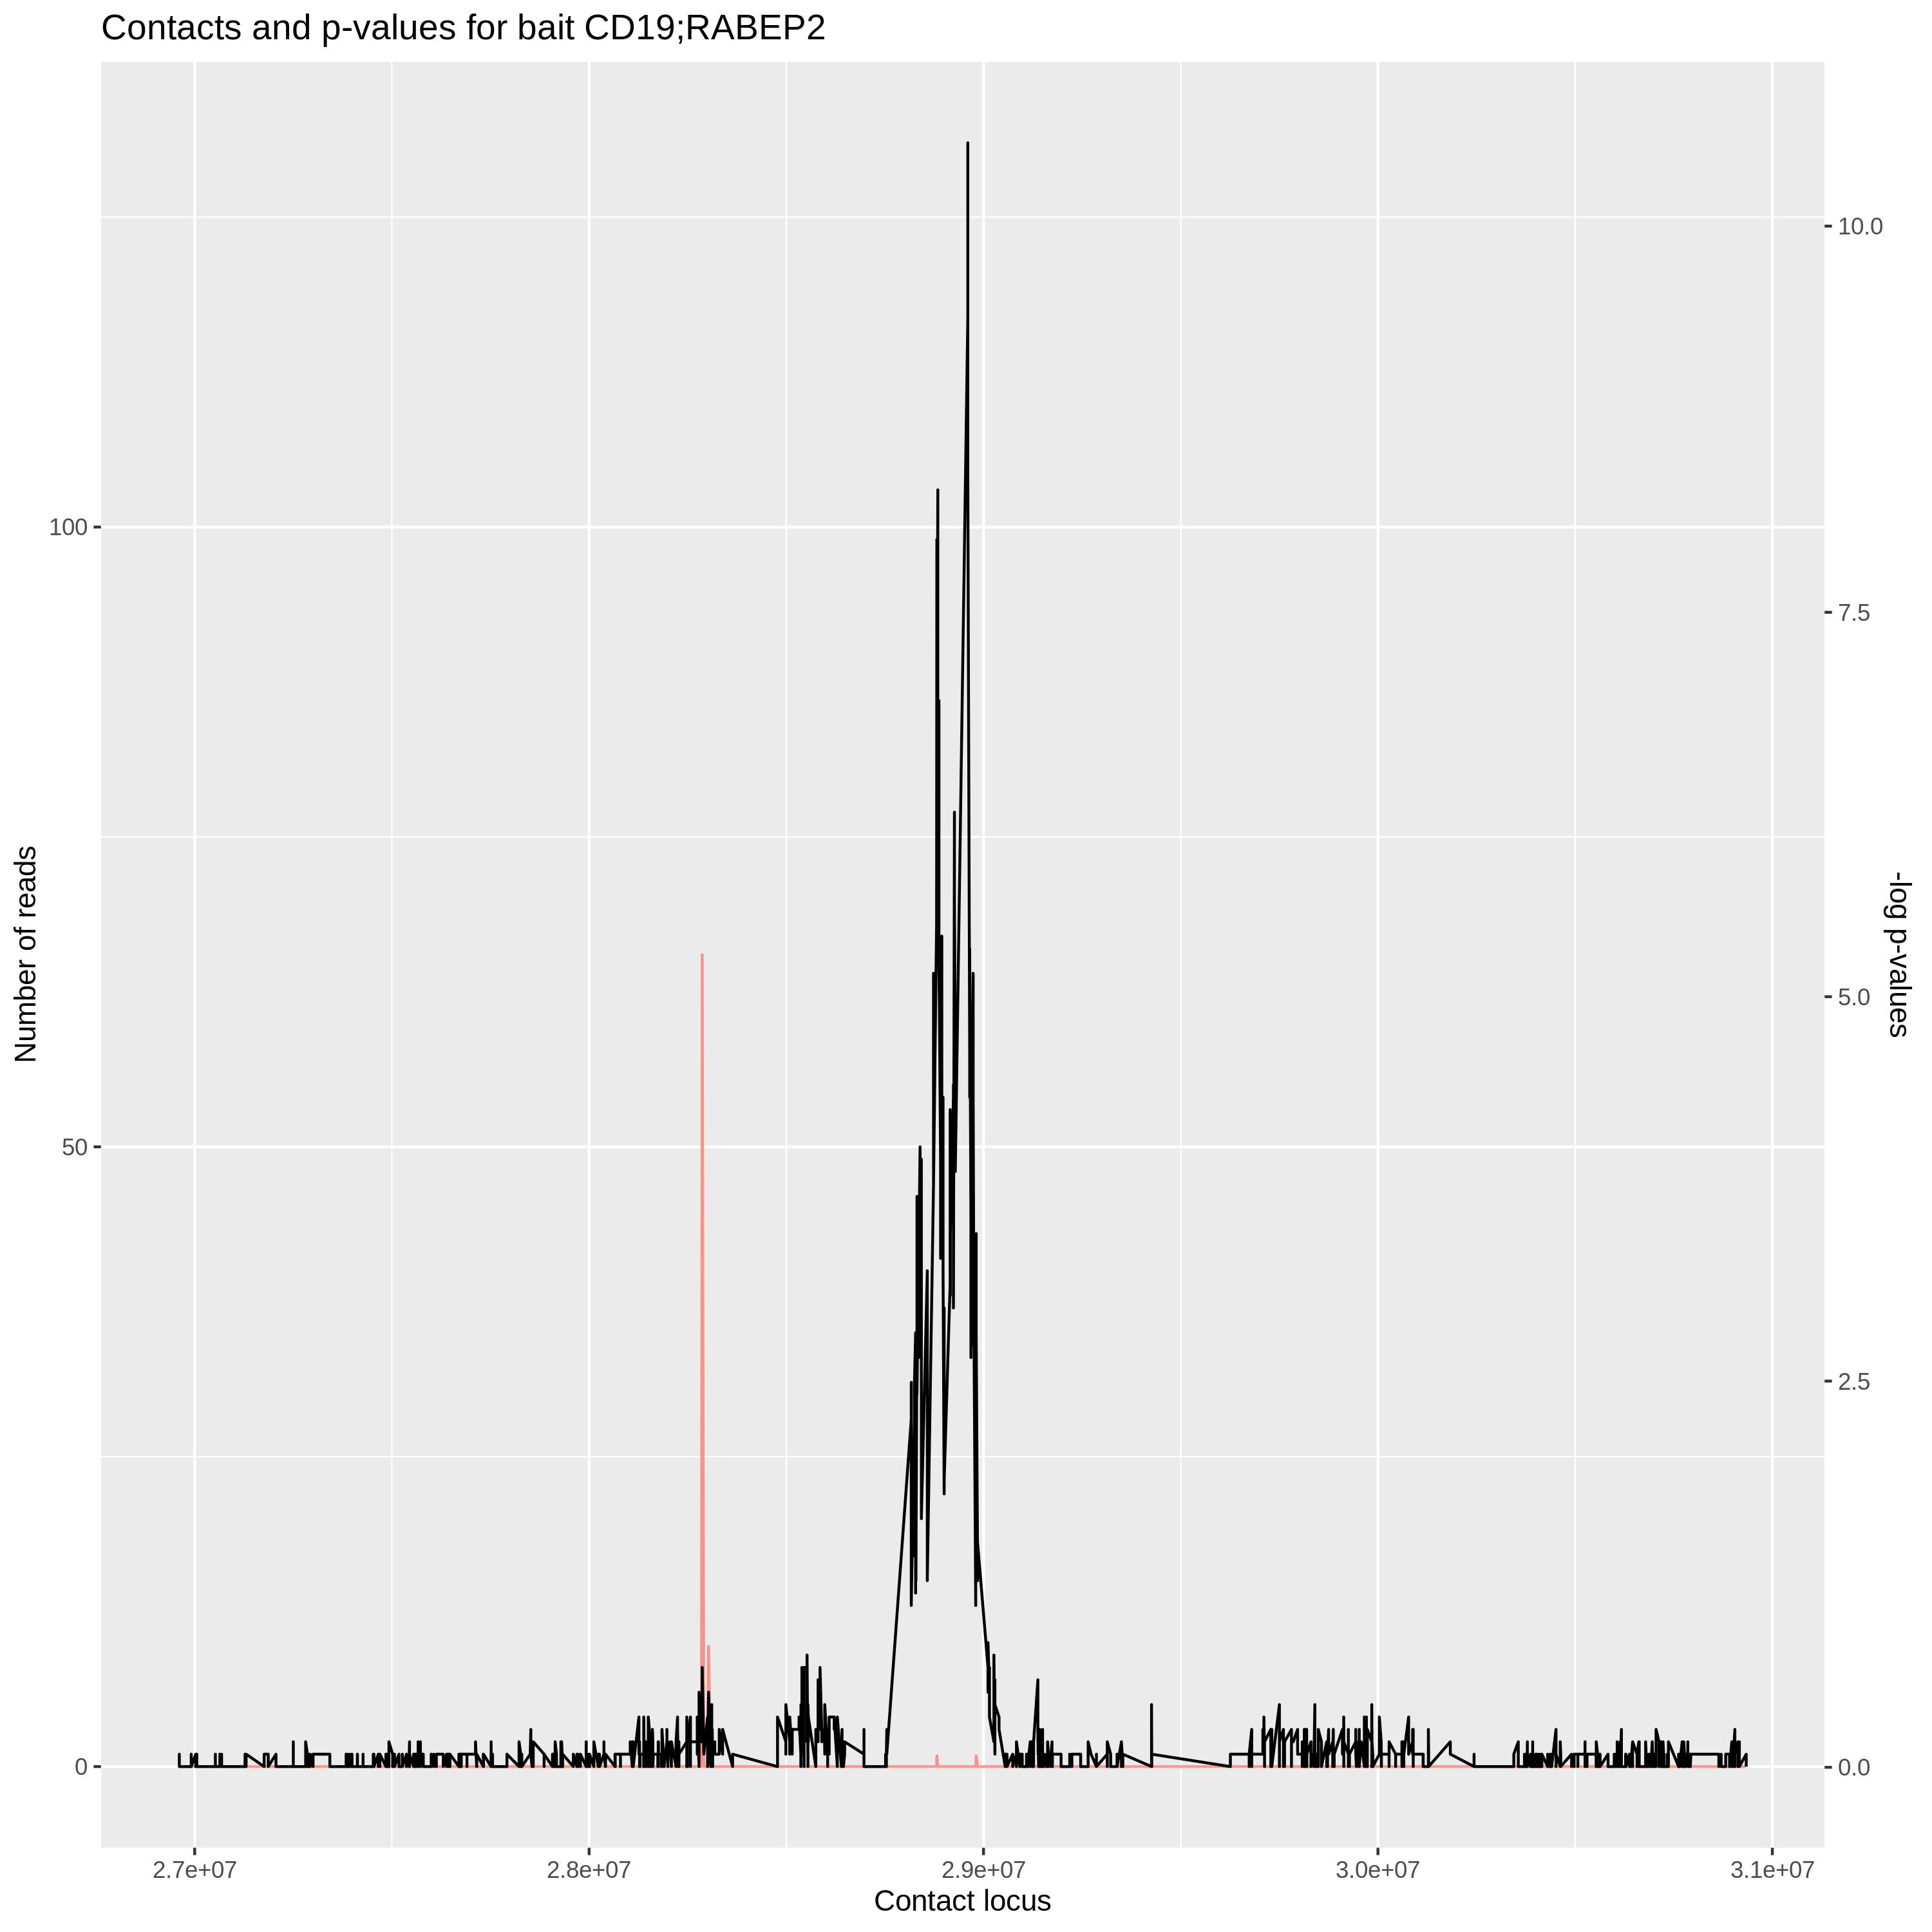 Contacts and p-values for bait CD19;RABEP2
Number of reads
100
50
0
10.0
7.5
5.0
2.5
0.0
-log p-values
2.7e+07
2.8e+07
2.9e+07
3.0e+07
3.1e+07
Contact locus